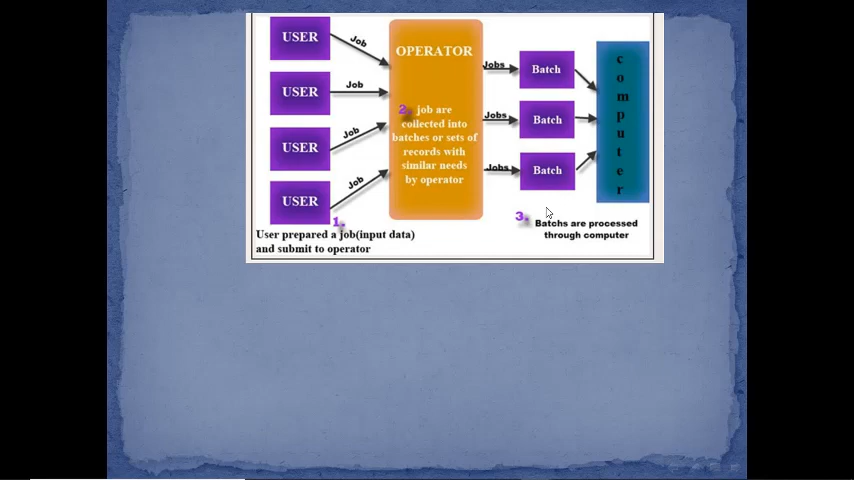 USER
USER
USER
USER
Job
Job
Job
Job
OPERATOR
2. job are
collected into
batches or sets of
records with
similar needs
by operator
Jobs
Jobs
Jobs
Batch
Batch
Batch
computer
1.
User prepared a job(input data)
and submit to operator
3.
Batchs are processed
through computer